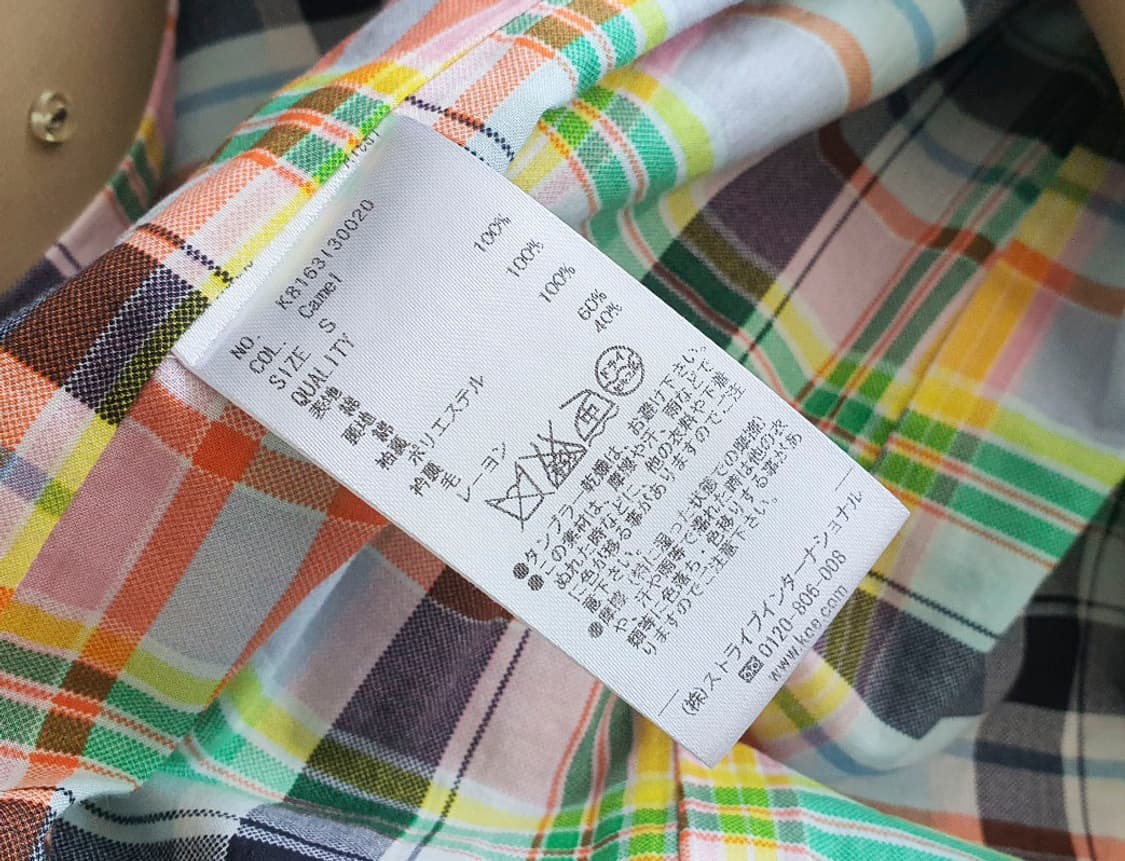 NO. K8163130020
COL. Camel
SIZE S
QUALITY
表地
綿 100%
裏地
綿 100%
袖裏
ポリエステル 100%
衿裏
毛 60%
レーヨン 40%
ドライ
●タンブラー乾燥は、お避け下さい。
●この素材は、摩擦や汗、雨などで
ぬれた時などに、他の衣料や下着
に色が移る事がありますのでご注
意下さい。
●摩擦(特に湿った状態での摩擦)
や、汗や雨等で濡れた時は他の衣
類等に色落ち・色移りする事があ
りますのでご注意下さい。
(株)ストライプインターナショナル
0120-806-008
www.koe.com